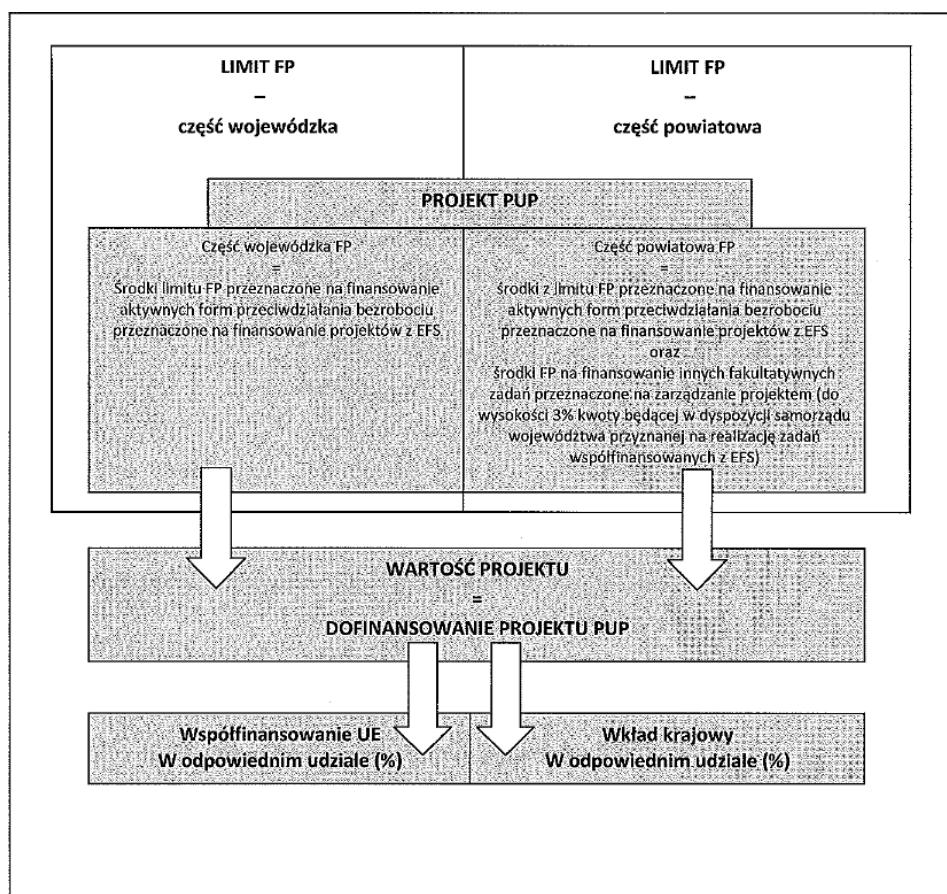 LIMIT FP
–
część wojewódzka
LIMIT FP
–
część powiatowa
PROJEKT PUP
Część wojewódzka FP
=
Środki limitu FP przeznaczone na finansowanie
aktywnych form przeciwdziałania bezrobociu
przeznaczone na finansowanie projektów z EFS
Część powiatowa FP
=
środki z limitu FP przeznaczone na finansowanie
aktywnych form przeciwdziałania bezrobociu
przeznaczone na finansowanie projektów z EFS
oraz
środki FP na finansowanie innych fakultatywnych
zadań przeznaczone na zarządzanie projektem (do
wysokości 3% kwoty będącej w dyspozycji samorządu
województwa przyznanej na realizację zadań
współfinansowanych z EFS)
WARTOŚĆ PROJEKTU
=
DOFINANSOWANIE PROJEKTU PUP
Współfinansowanie UE
W odpowiednim udziale (%)
Wkład krajowy
W odpowiednim udziale (%)